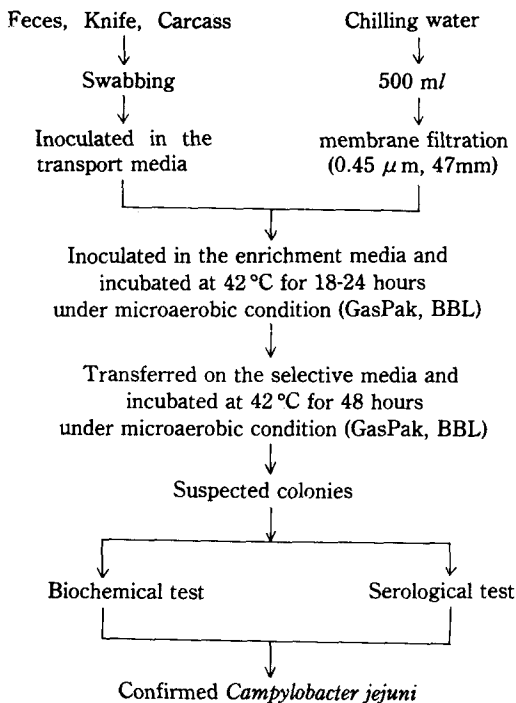 Feces, Knife, Carcass
Chilling water
Swabbing
500 ml
Inoculated in the
transport media
membrane filtration
(0.45 μm, 47mm)
Inoculated in the enrichment media and
incubated at 42°C for 18-24 hours
under microaerobic condition (GasPak, BBL)
Transferred on the selective media and
incubated at 42°C for 48 hours
under microaerobic condition (GasPak, BBL)
Suspected colonies
Biochemical test
Serological test
Confirmed Campylobacter jejuni